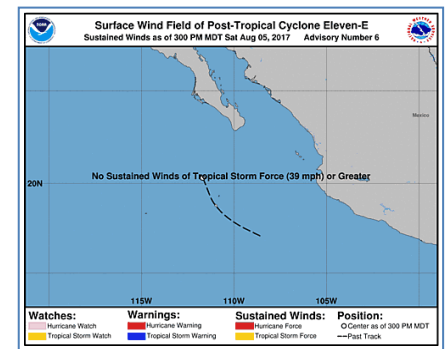 Surface Wind Field of Post-Tropical Cyclone Eleven-E
Sustained Winds as of 300 PM MDT Sat Aug 05, 2017 Advisory Number 6
NOAA
Mexico
No Sustained Winds of Tropical Storm Force (39 mph) or Greater
20N
115W 110W 105W
Watches: Warnings: Sustained Winds: Position:
Hurricane Watch Hurricane Warning Hurricane Force Center as of 300 PM MDT
Tropical Storm Watch Tropical Storm Warning Tropical Storm Force Past Track